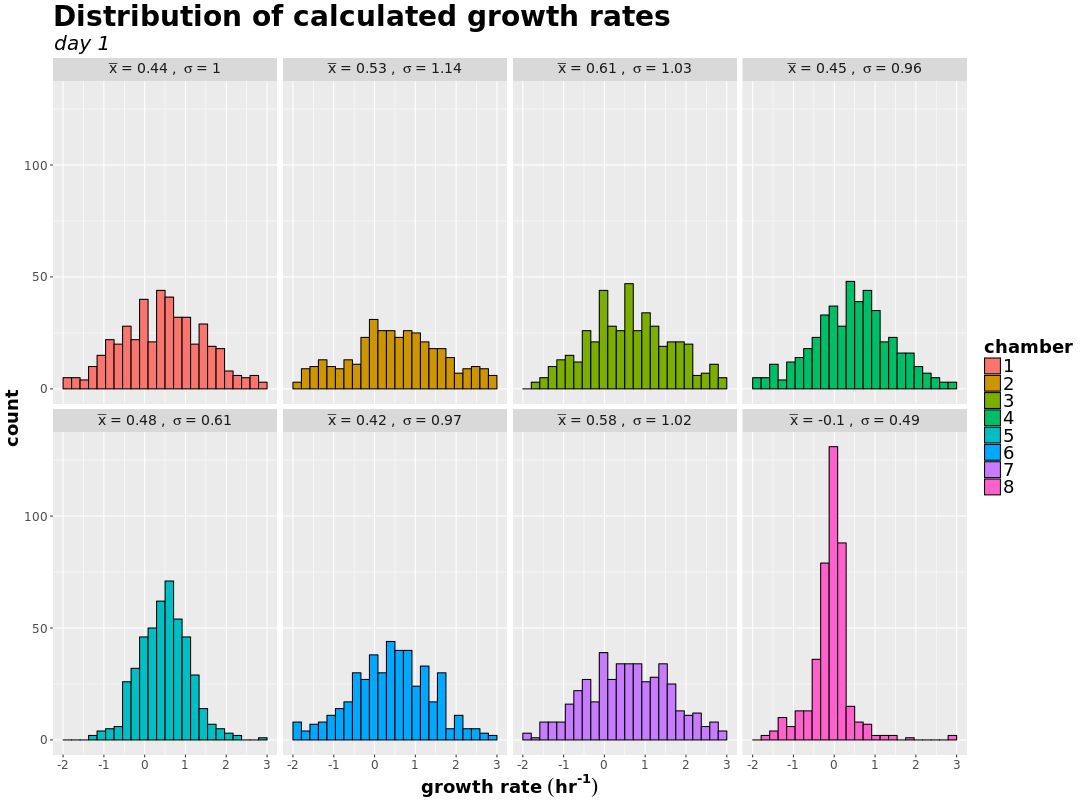 Distribution of calculated growth rates
day 1
x̅ = 0.44 , σ = 1
x̅ = 0.53 , σ = 1.14
x̅ = 0.61 , σ = 1.03
x̅ = 0.45 , σ = 0.96
100
50
0
count
x̅ = 0.48 , σ = 0.61
x̅ = 0.42 , σ = 0.97
x̅ = 0.58 , σ = 1.02
x̅ = -0.1 , σ = 0.49
100
50
0
-2 -1 0 1 2 3
-2 -1 0 1 2 3
-2 -1 0 1 2 3
-2 -1 0 1 2 3
growth rate (hr⁻¹)
chamber
1
2
3
4
5
6
7
8